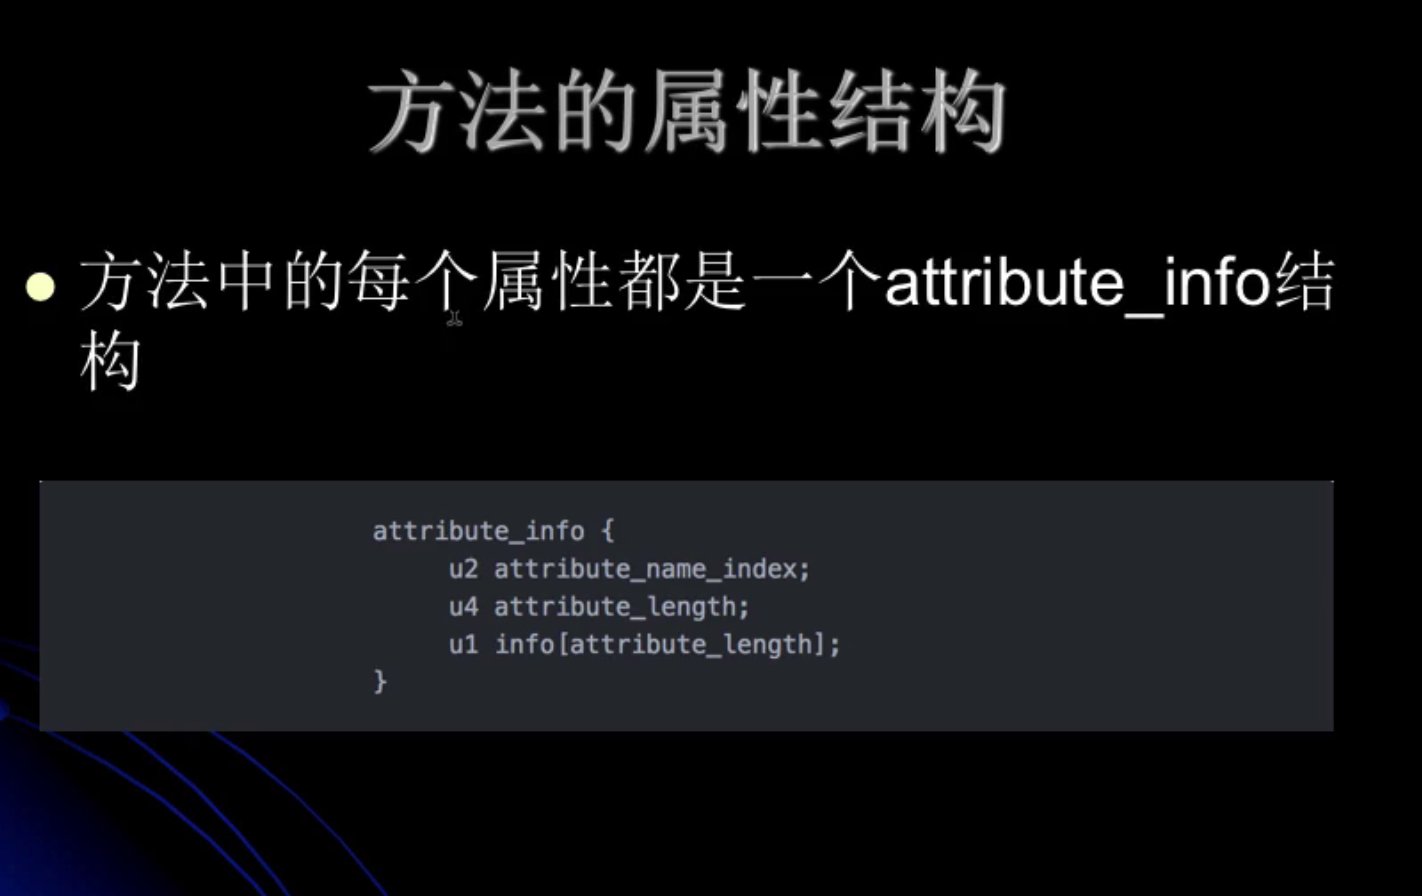 方法的属性结构
方法中的每个属性都是一个attribute_info结
构
attribute_info {
u2 attribute_name_index;
u4 attribute_length;
u1 info[attribute_length];
}